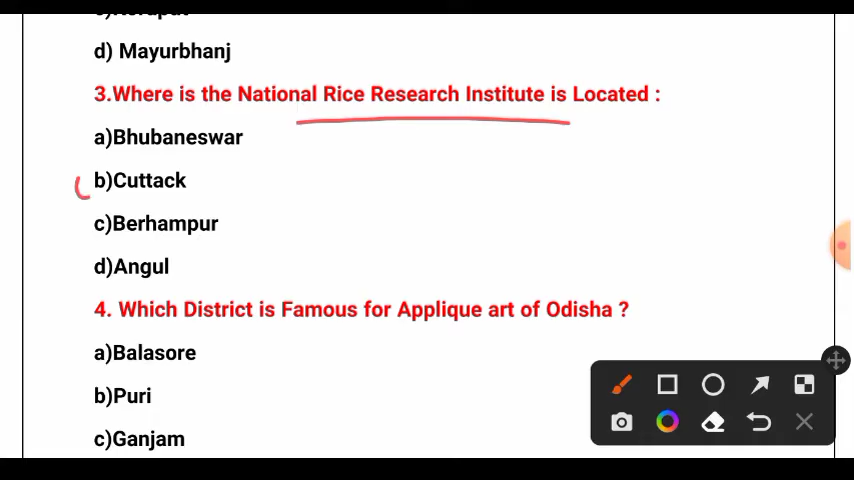 d) Mayurbhanj
3.Where is the National Rice Research Institute is Located :
a)Bhubaneswar
b)Cuttack
c)Berhampur
d)Angul
4. Which District is Famous for Applique art of Odisha ?
a)Balasore
b)Puri
c)Ganjam